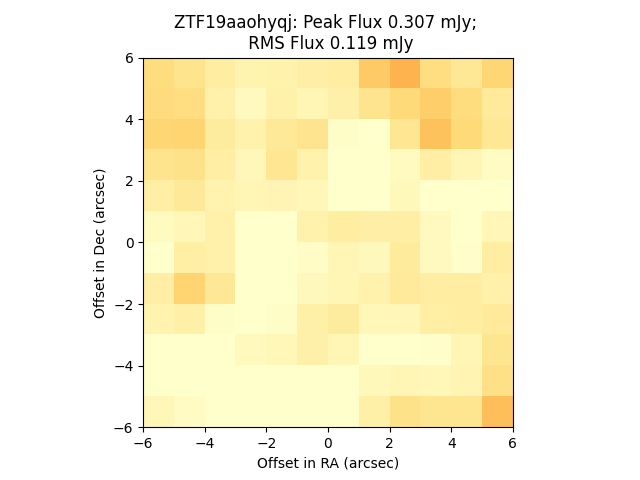 ZTF19aaohyqj: Peak Flux 0.307 mJy;
RMS Flux 0.119 mJy
6
4
2
0
−2
−4
−6
Offset in Dec (arcsec)
−6 −4 −2 0 2 4 6
Offset in RA (arcsec)